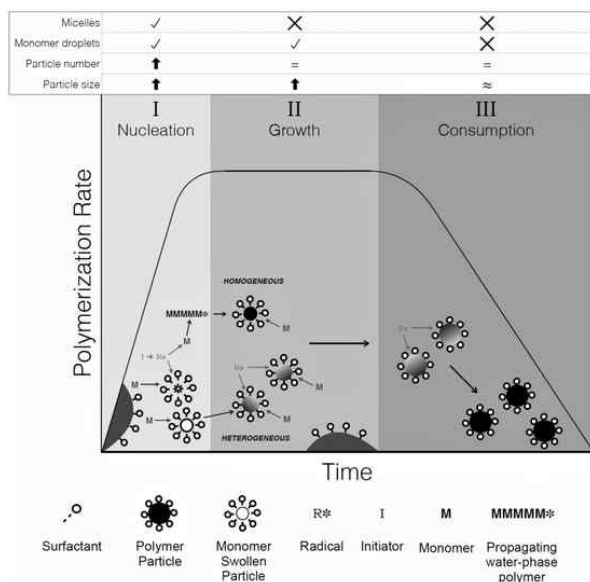 Micelles ✓ ✕ ✕
Monomer droplets ✓ ✓ ✕
Particle number ⬆ = =
Particle size ⬆ ⬆ ≈
I II III
Nucleation Growth Consumption
Polymerization Rate
HOMOGENEOUS
MMMMM*
M
M
M
M
M
M
M
I
HETEROGENEOUS
Time
R* I M MMMMM*
Surfactant Polymer Particle Monomer Swollen Particle Radical Initiator Monomer Propagating water-phase polymer